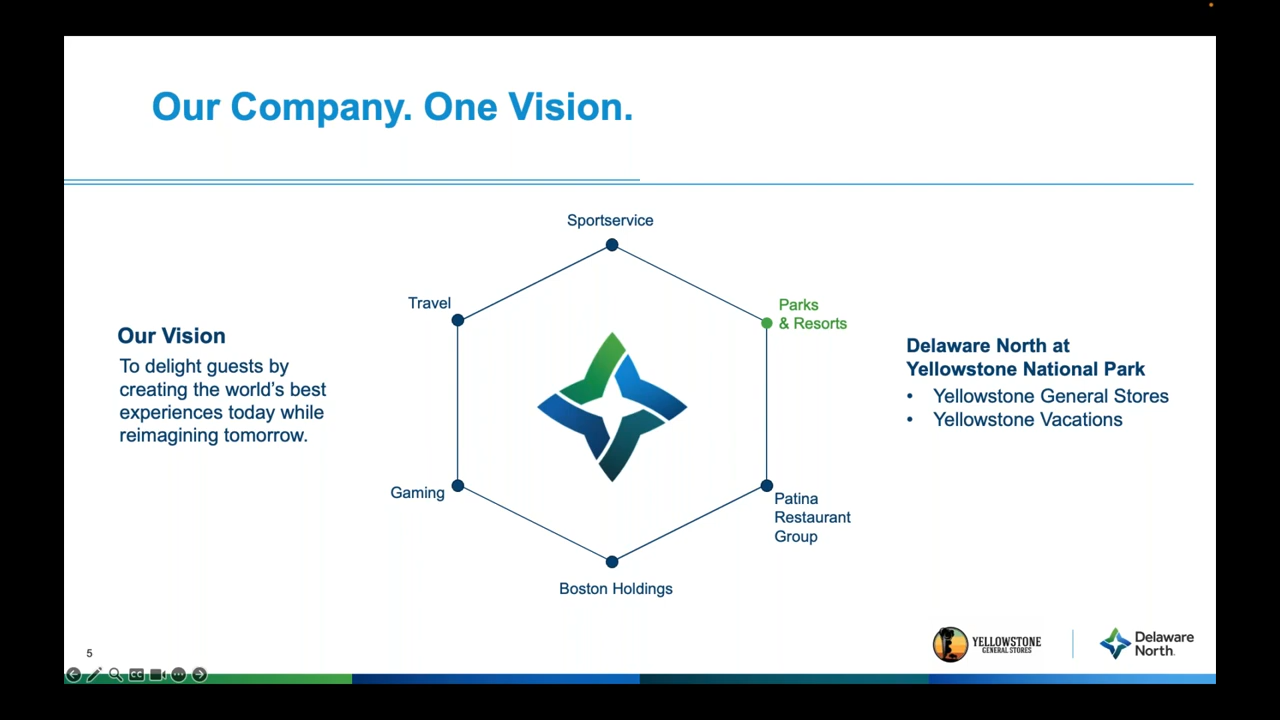 Our Company. One Vision.
Sportservice
Travel
Parks
& Resorts
Our Vision
To delight guests by
creating the world's best
experiences today while
reimagining tomorrow.
Delaware North at
Yellowstone National Park
• Yellowstone General Stores
• Yellowstone Vacations
Gaming
Patina
Restaurant
Group
Boston Holdings
YELLOWSTONE
GENERAL STORES
Delaware
North
5
CC